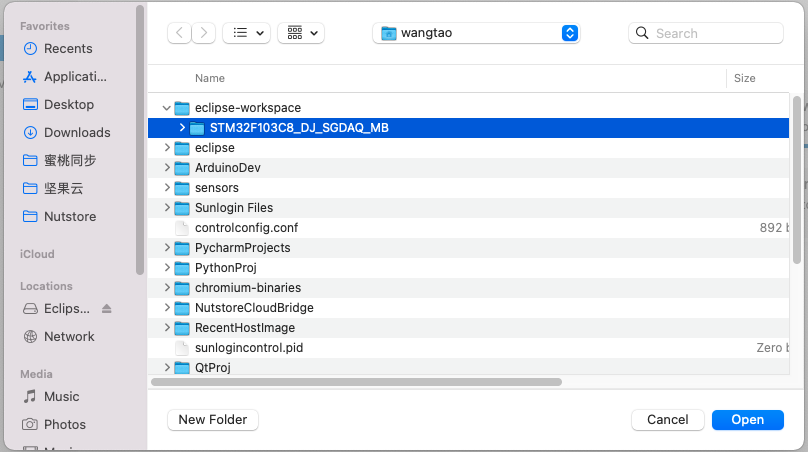 Favorites
Recents
Applicati...
Desktop
Downloads
蜜桃同步
坚果云
Nutstore
iCloud
Locations
Eclips...
Network
Media
Music
Photos
wangtao
Search
Name
Size
eclipse-workspace
STM32F103C8_DJ_SGDAQ_MB
eclipse
ArduinoDev
sensors
Sunlogin Files
controlconfig.conf
892 b
PycharmProjects
PythonProj
chromium-binaries
NutstoreCloudBridge
RecentHostImage
sunlogincontrol.pid
Zero b
QtProj
New Folder
Cancel
Open